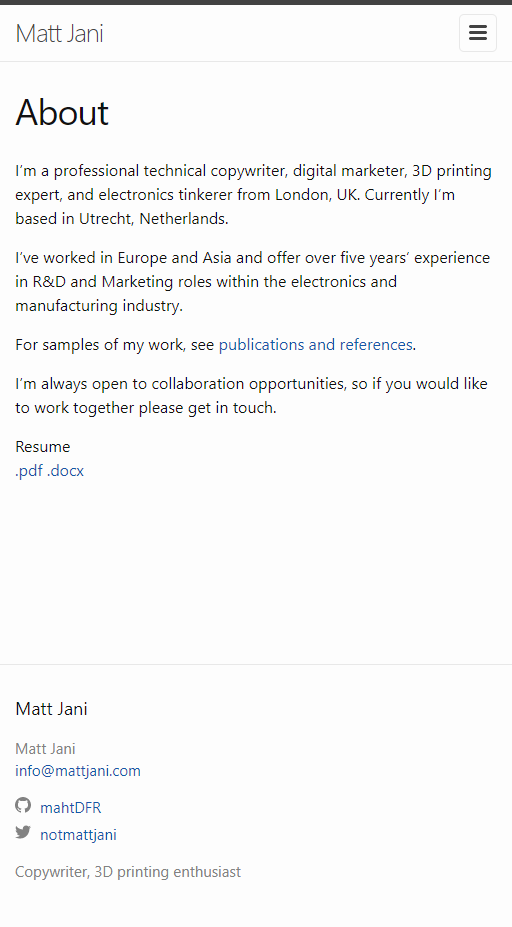 Matt Jani
About
I'm a professional technical copywriter, digital marketer, 3D printing
expert, and electronics tinkerer from London, UK. Currently I'm
based in Utrecht, Netherlands.
I've worked in Europe and Asia and offer over five years' experience
in R&D and Marketing roles within the electronics and
manufacturing industry.
For samples of my work, see publications and references.
I'm always open to collaboration opportunities, so if you would like
to work together please get in touch.
Resume
.pdf .docx
Matt Jani
Matt Jani
info@mattjani.com
mahtDFR
notmattjani
Copywriter, 3D printing enthusiast